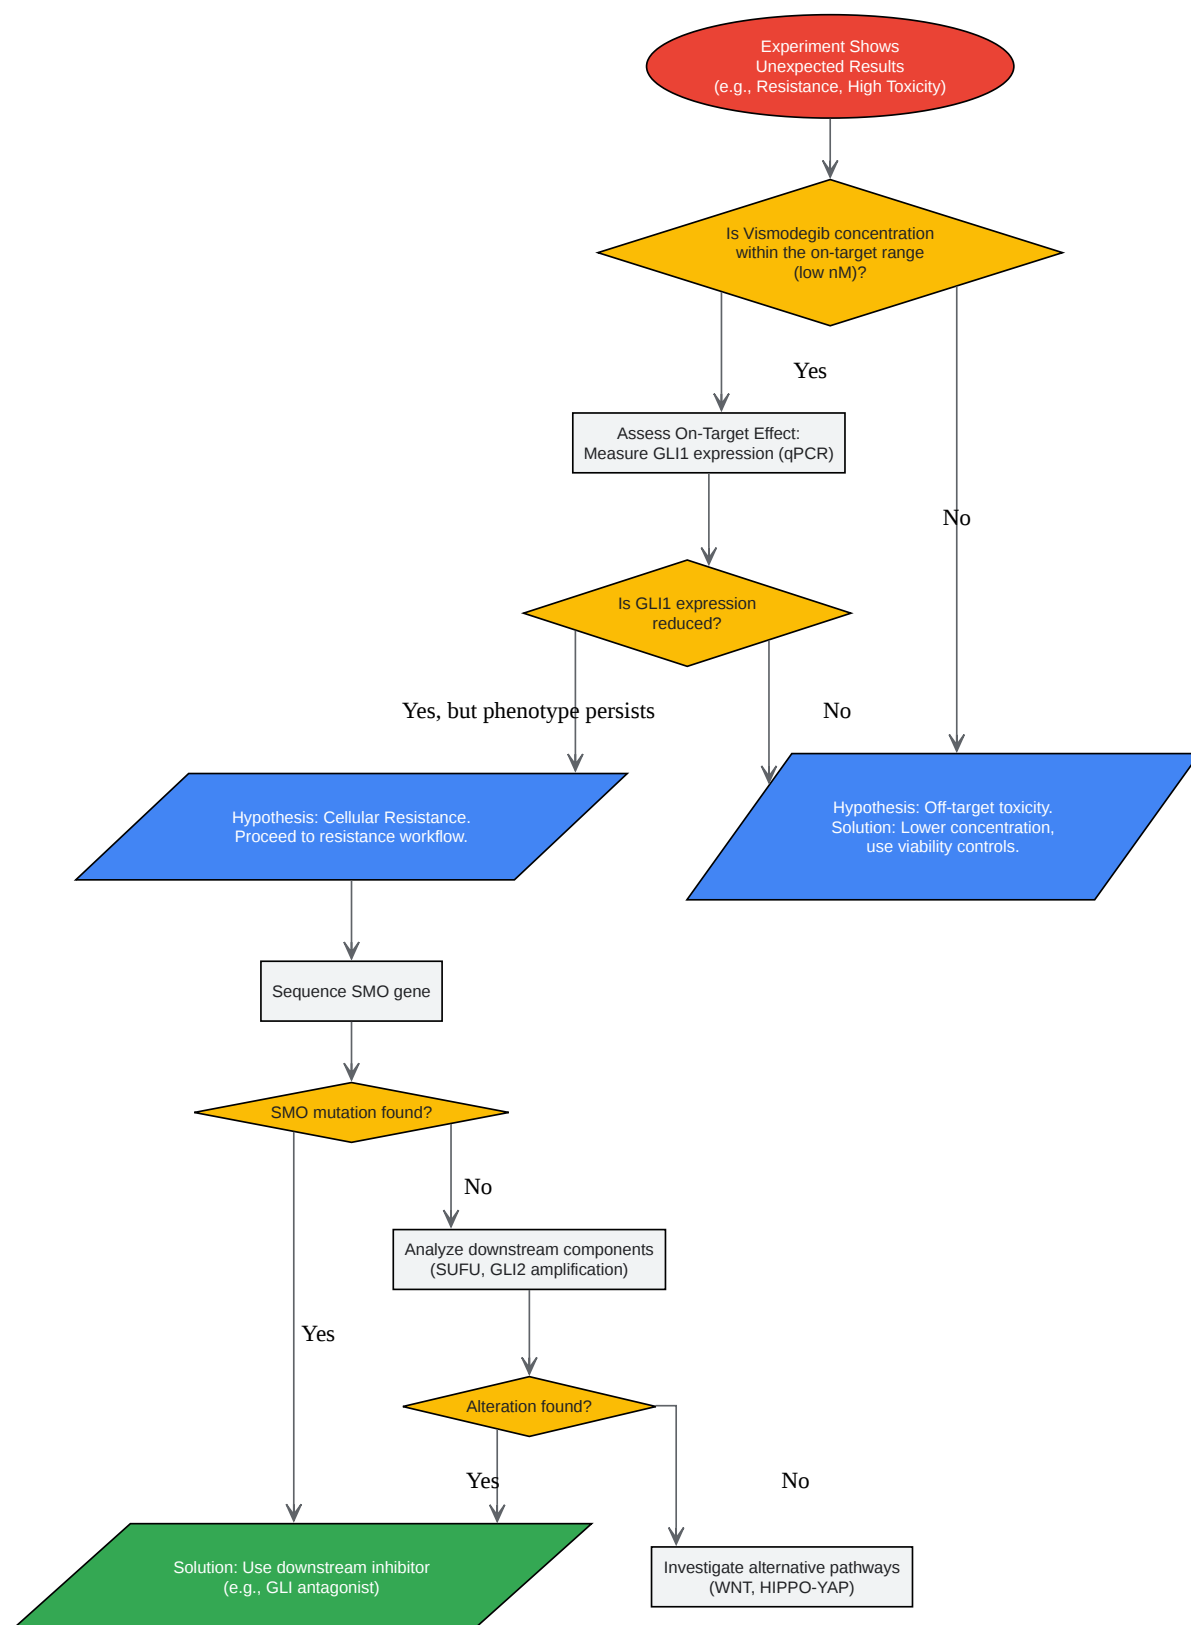 Experiment Shows
Unexpected Results
(e.g., Resistance, High Toxicity)
Is Vismodegib concentration
within the on-target range
(low nM)?
Yes
Assess On-Target Effect:
Measure GLI1 expression (qPCR)
No
Is GLI1 expression
reduced?
Yes, but phenotype persists
No
Hypothesis: Cellular Resistance.
Proceed to resistance workflow.
Hypothesis: Off-target toxicity.
Solution: Lower concentration,
use viability controls.
Sequence SMO gene
SMO mutation found?
No
Analyze downstream components
(SUFU, GLI2 amplification)
Yes
Alteration found?
Yes
No
Solution: Use downstream inhibitor
(e.g., GLI antagonist)
Investigate alternative pathways
(WNT, HIPPO-YAP)